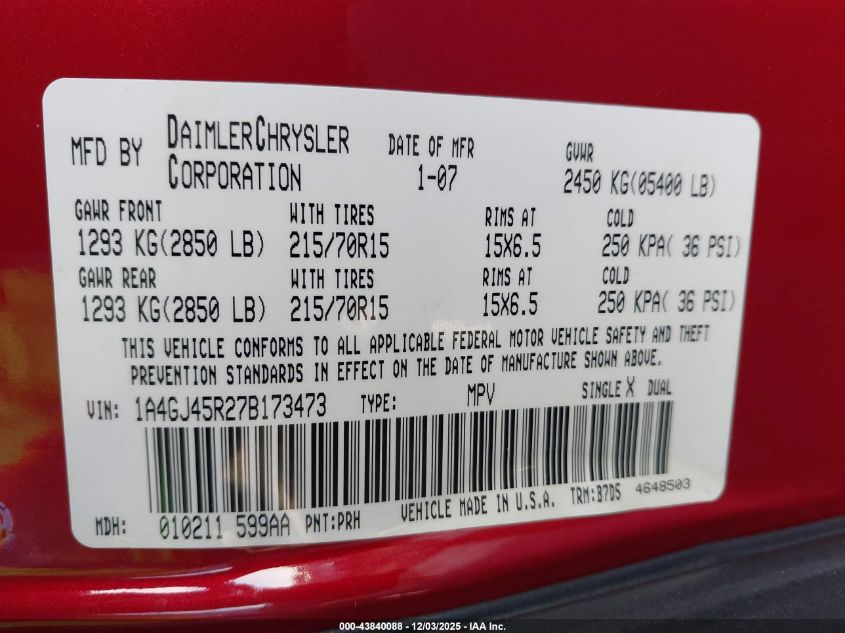 MFD BY DAIMLERCHRYSLER CORPORATION DATE OF MFR 1-07 GVWR 2450 KG(05400 LB)
GAWR FRONT WITH TIRES RIMS AT COLD
1293 KG(2850 LB) 215/70R15 15X6.5 250 KPA( 36 PSI)
GAWR REAR WITH TIRES RIMS AT COLD
1293 KG(2850 LB) 215/70R15 15X6.5 250 KPA( 36 PSI)
THIS VEHICLE CONFORMS TO ALL APPLICABLE FEDERAL MOTOR VEHICLE SAFETY AND THEFT
PREVENTION STANDARDS IN EFFECT ON THE DATE OF MANUFACTURE SHOWN ABOVE.
VIN: 1A4GJ45R27B173473 TYPE: MPV SINGLE X DUAL
MDH: 010211 599AA PNT:PRH VEHICLE MADE IN U.S.A. TRM:B7D5 4648503
000-43840088 - 12/03/2025 - IAA Inc.